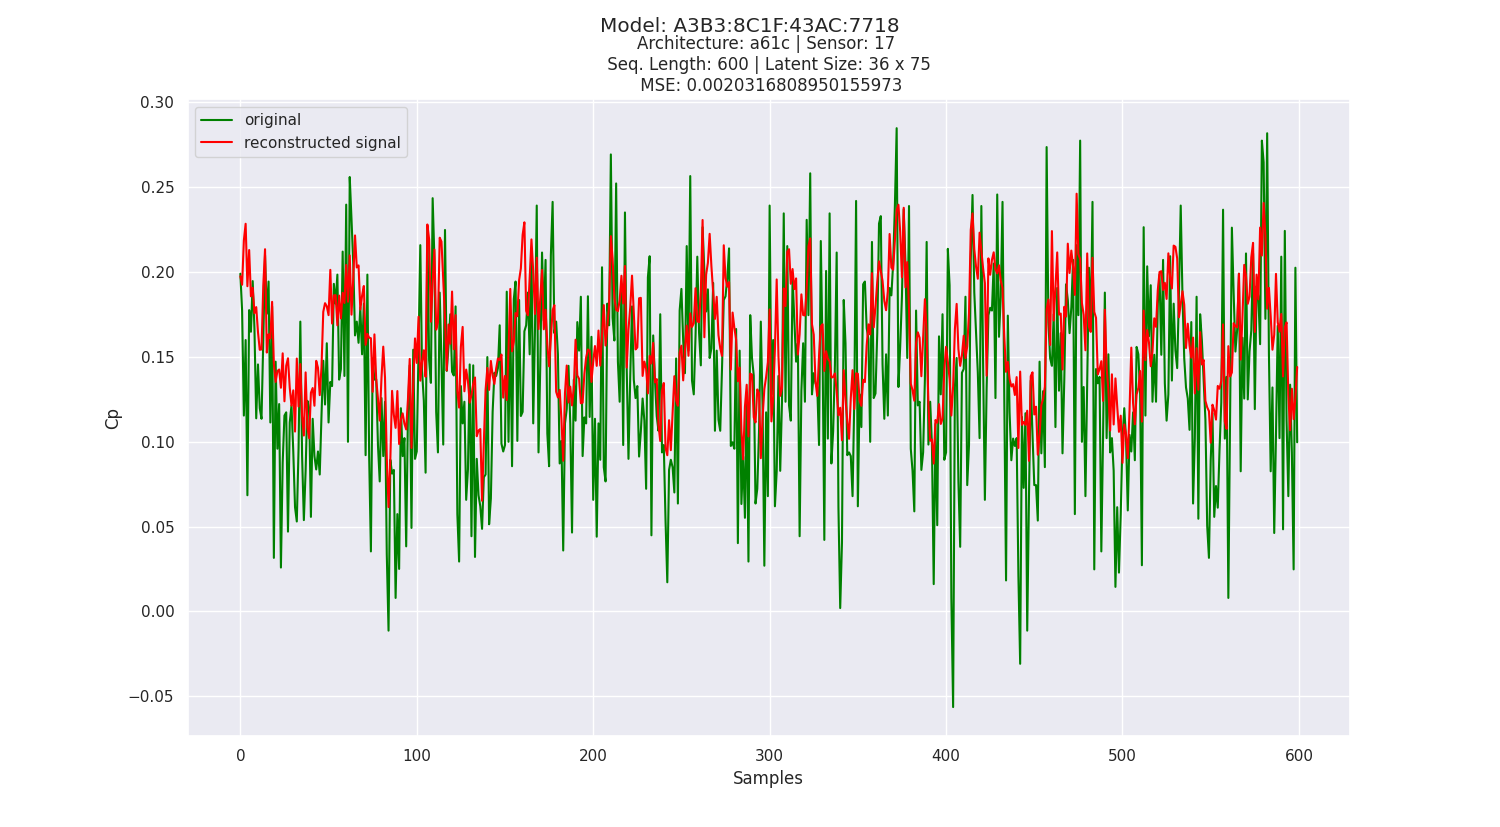 Model: A3B3:8C1F:43AC:7718
Architecture: a61c | Sensor: 17
Seq. Length: 600 | Latent Size: 36 x 75
MSE: 0.0020316808950155973
original
reconstructed signal
0.30
0.25
0.20
0.15
0.10
0.05
0.00
−0.05
Cp
0 100 200 300 400 500 600
Samples